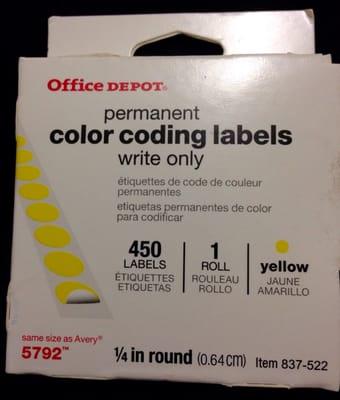 Office DEPOT®
permanent
color coding labels
write only
étiquettes de code de couleur
permanentes
etiquetas permanentes de color
para codificar
450
LABELS
ÉTIQUETTES
ETIQUETAS
1
ROLL
ROULEAU
ROLLO
yellow
JAUNE
AMARILLO
same size as Avery®
5792™
1/4 in round (0.64cm)
Item 837-522